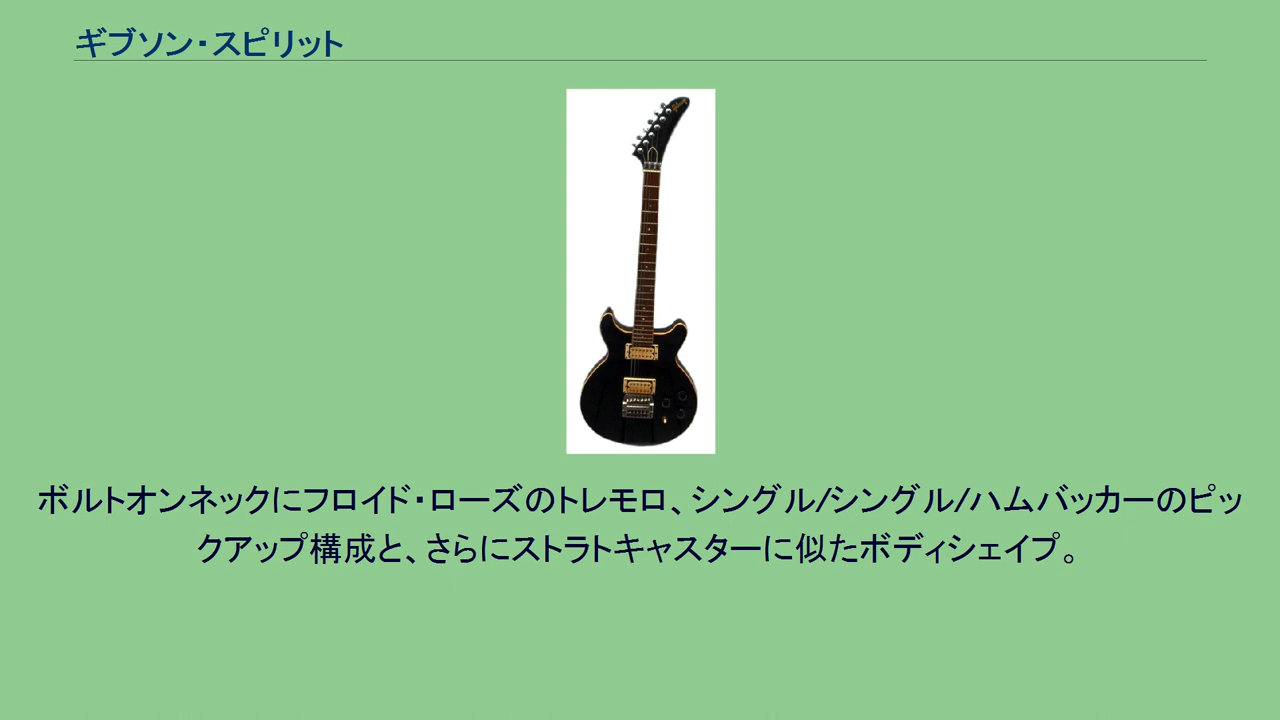 ギブソン・スピリット
ボルトオンネックにフロイド・ローズのトレモロ、シングル/シングル/ハムバッカーのピッ
クアップ構成と、さらにストラトキャスターに似たボディシェイプ。